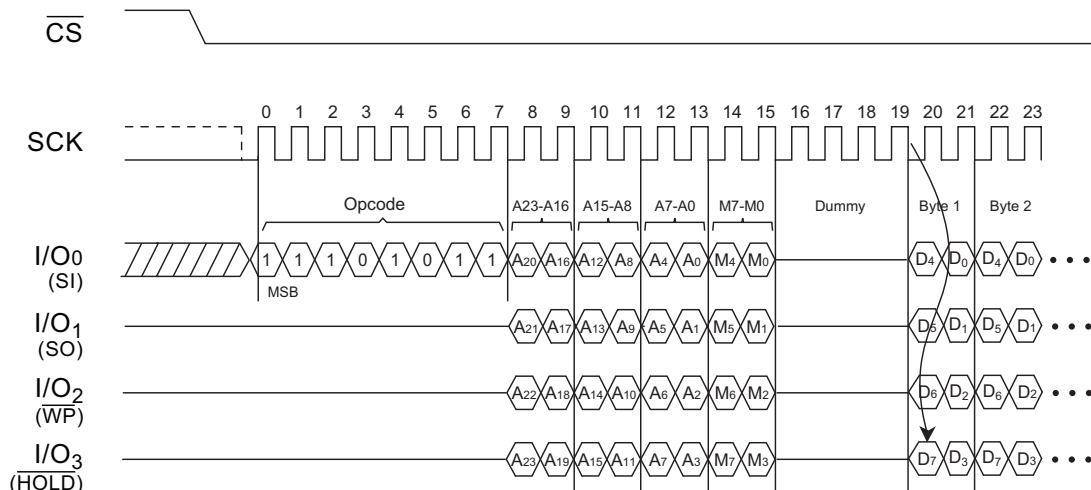 CS
0 1 2 3 4 5 6 7 8 9 10 11 12 13 14 15 16 17 18 19 20 21 22 23
SCK
Opcode A23-A16 A15-A8 A7-A0 M7-M0 Dummy Byte 1 Byte 2
I/O0 1 1 1 0 1 0 1 1 A20 A16 A12 A8 A4 A0 M4 M0 D4 D0 D4 D0 • • •
(SI)
MSB
I/O1 A21 A17 A13 A9 A5 A1 M5 M1 D5 D1 D5 D1 • • •
(SO)
I/O2 A22 A18 A14 A10 A6 A2 M6 M2 D6 D2 D6 D2 • • •
(WP)
I/O3 A23 A19 A15 A11 A7 A3 M7 M3 D7 D3 D7 D3 • • •
(HOLD)